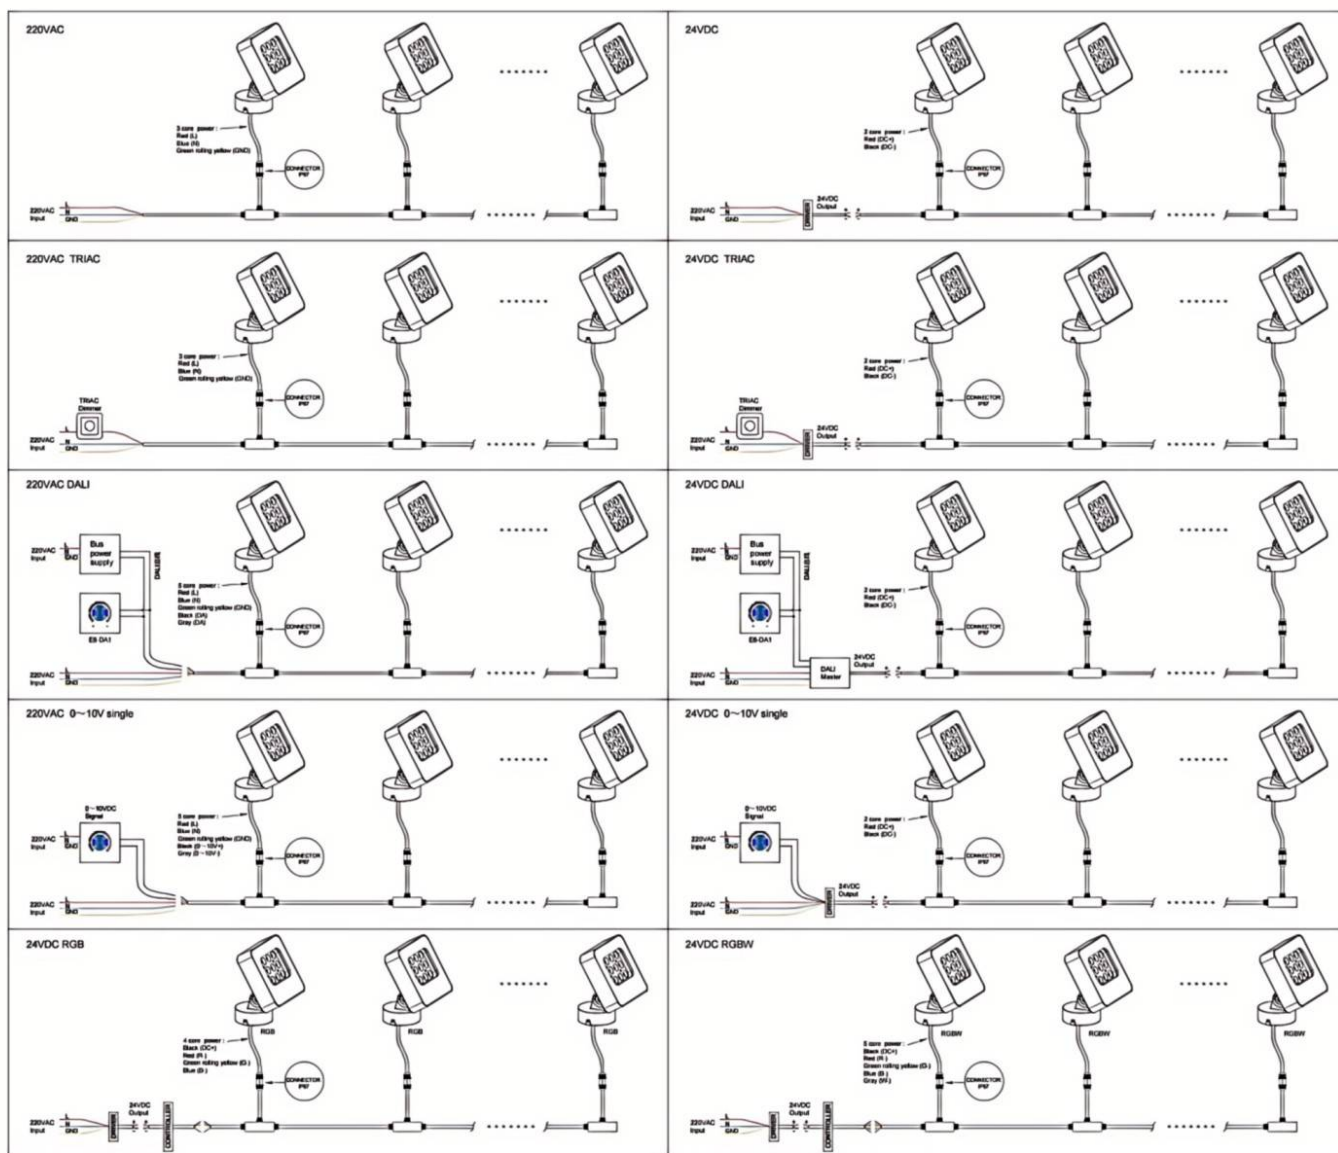 220VAC
3 core power :
Red (L)
Blue (N)
Green rolling yellow (GND)
CONNECTOR
IP67
220VAC
Input
L
N
GND
24VDC
2 core power :
Red (DC+)
Black (DC-)
CONNECTOR
IP67
220VAC
Input
L
N
GND
DRIVER
24VDC
Output
220VAC TRIAC
3 core power :
Red (L)
Blue (N)
Green rolling yellow (GND)
CONNECTOR
IP67
TRIAC
Dimmer
220VAC
Input
L
N
GND
24VDC TRIAC
2 core power :
Red (DC+)
Black (DC-)
CONNECTOR
IP67
TRIAC
Dimmer
220VAC
Input
L
N
GND
DRIVER
24VDC
Output
220VAC DALI
220VAC
Input
L
GND
Bus
power
supply
E8-DA1
5 core power :
Red (L)
Blue (N)
Green rolling yellow (GND)
Black (DA)
Gray (DA)
CONNECTOR
IP67
220VAC
Input
L
N
GND
24VDC DALI
220VAC
Input
L
GND
Bus
power
supply
E8-DA1
2 core power :
Red (DC+)
Black (DC-)
CONNECTOR
IP67
24VDC
Output
DALI
Master
220VAC
Input
L
N
GND
220VAC 0～10V single
0～10VDC
Signal
220VAC
Input
L
GND
5 core power :
Red (L)
Blue (N)
Green rolling yellow (GND)
Black (0～10V+)
Gray (0～10V-)
CONNECTOR
IP67
220VAC
Input
L
N
GND
24VDC 0～10V single
0～10VDC
Signal
220VAC
Input
L
GND
2 core power :
Red (DC+)
Black (DC-)
CONNECTOR
IP67
24VDC
Output
220VAC
Input
L
N
GND
DRIVER
24VDC RGB
RGB
RGB
RGB
4 core power :
Black (DC+)
Red (R-)
Green rolling yellow (G-)
Blue (B-)
CONNECTOR
IP67
220VAC
Input
L
N
GND
DRIVER
24VDC
Output
CONTROLLER
24VDC RGBW
RGBW
RGBW
RGBW
5 core power :
Black (DC+)
Red (R-)
Green rolling yellow (G-)
Blue (B-)
Gray (W-)
CONNECTOR
IP67
220VAC
Input
L
N
GND
DRIVER
24VDC
Output
CONTROLLER